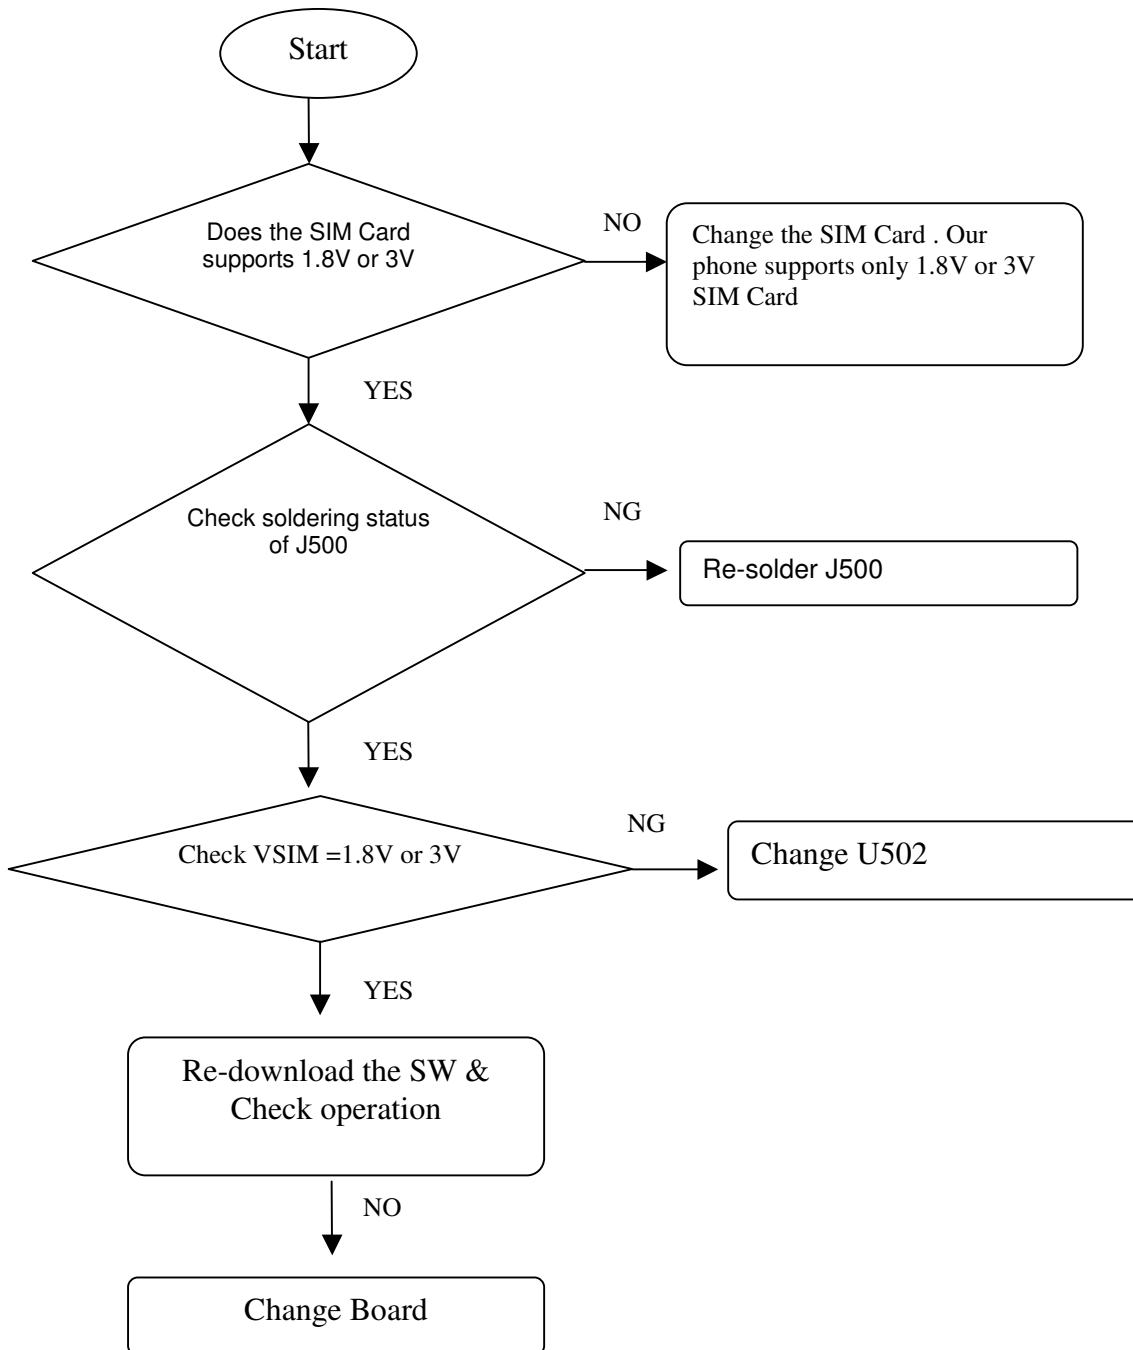 Start
Does the SIM Card
supports 1.8V or 3V
NO
Change the SIM Card . Our
phone supports only 1.8V or 3V
SIM Card
YES
Check soldering status
of J500
NG
Re-solder J500
YES
Check VSIM =1.8V or 3V
NG
Change U502
YES
Re-download the SW &
Check operation
NO
Change Board